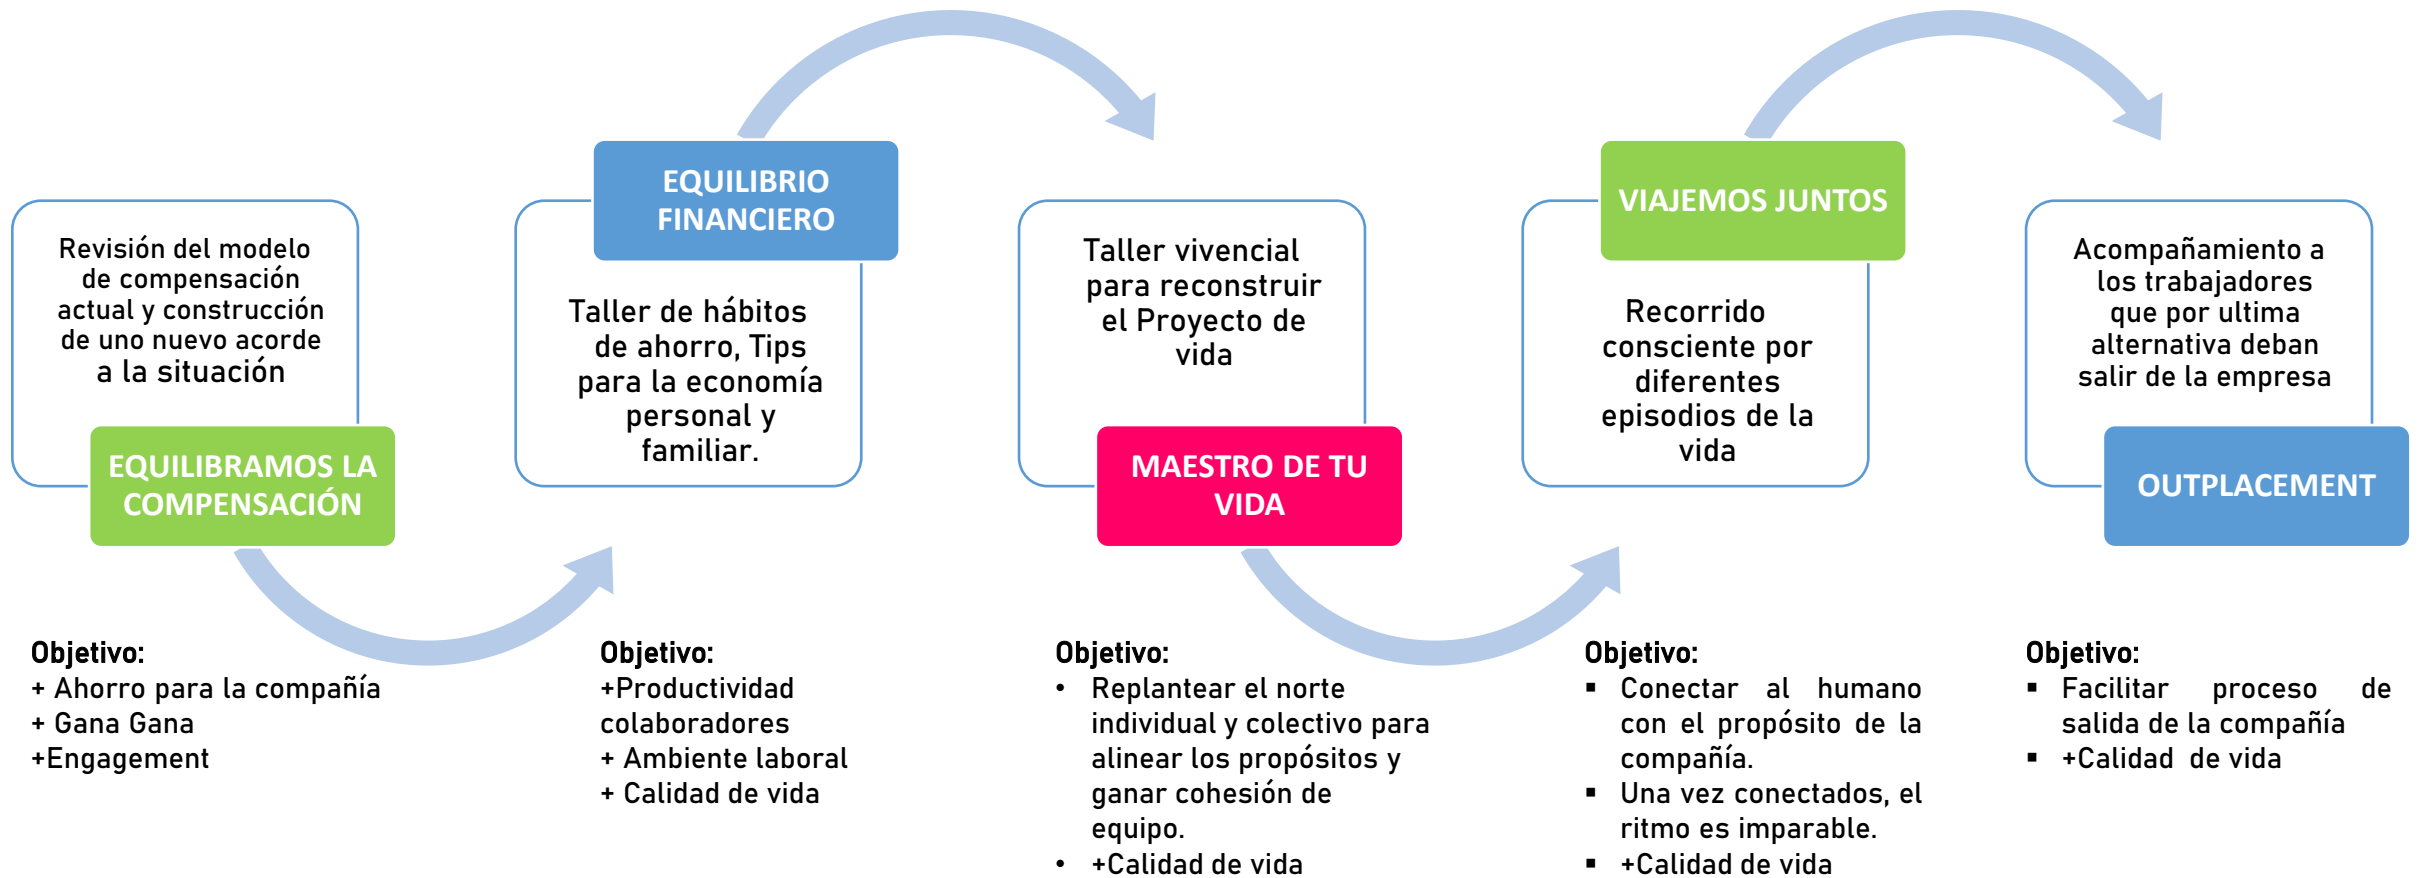 Revisión del modelo
de compensación
actual y construcción
de uno nuevo acorde
a la situación
EQUILIBRAMOS LA
COMPENSACIÓN
EQUILIBRIO
FINANCIERO
Taller de hábitos
de ahorro, Tips
para la economía
personal y
familiar.
Taller vivencial
para reconstruir
el Proyecto de
vida
MAESTRO DE TU
VIDA
VIAJEMOS JUNTOS
Recorrido
consciente por
diferentes
episodios de la
vida
Acompañamiento a
los trabajadores
que por ultima
alternativa deban
salir de la empresa
OUTPLACEMENT
Objetivo:
+ Ahorro para la compañía
+ Gana Gana
+Engagement
Objetivo:
+Productividad
colaboradores
+ Ambiente laboral
+ Calidad de vida
Objetivo:
• Replantear el norte
individual y colectivo para
alinear los propósitos y
ganar cohesión de
equipo.
• +Calidad de vida
Objetivo:
▪ Conectar al humano
con el propósito de la
compañía.
▪ Una vez conectados, el
ritmo es imparable.
▪ +Calidad de vida
Objetivo:
▪ Facilitar proceso de
salida de la compañía
▪ +Calidad de vida